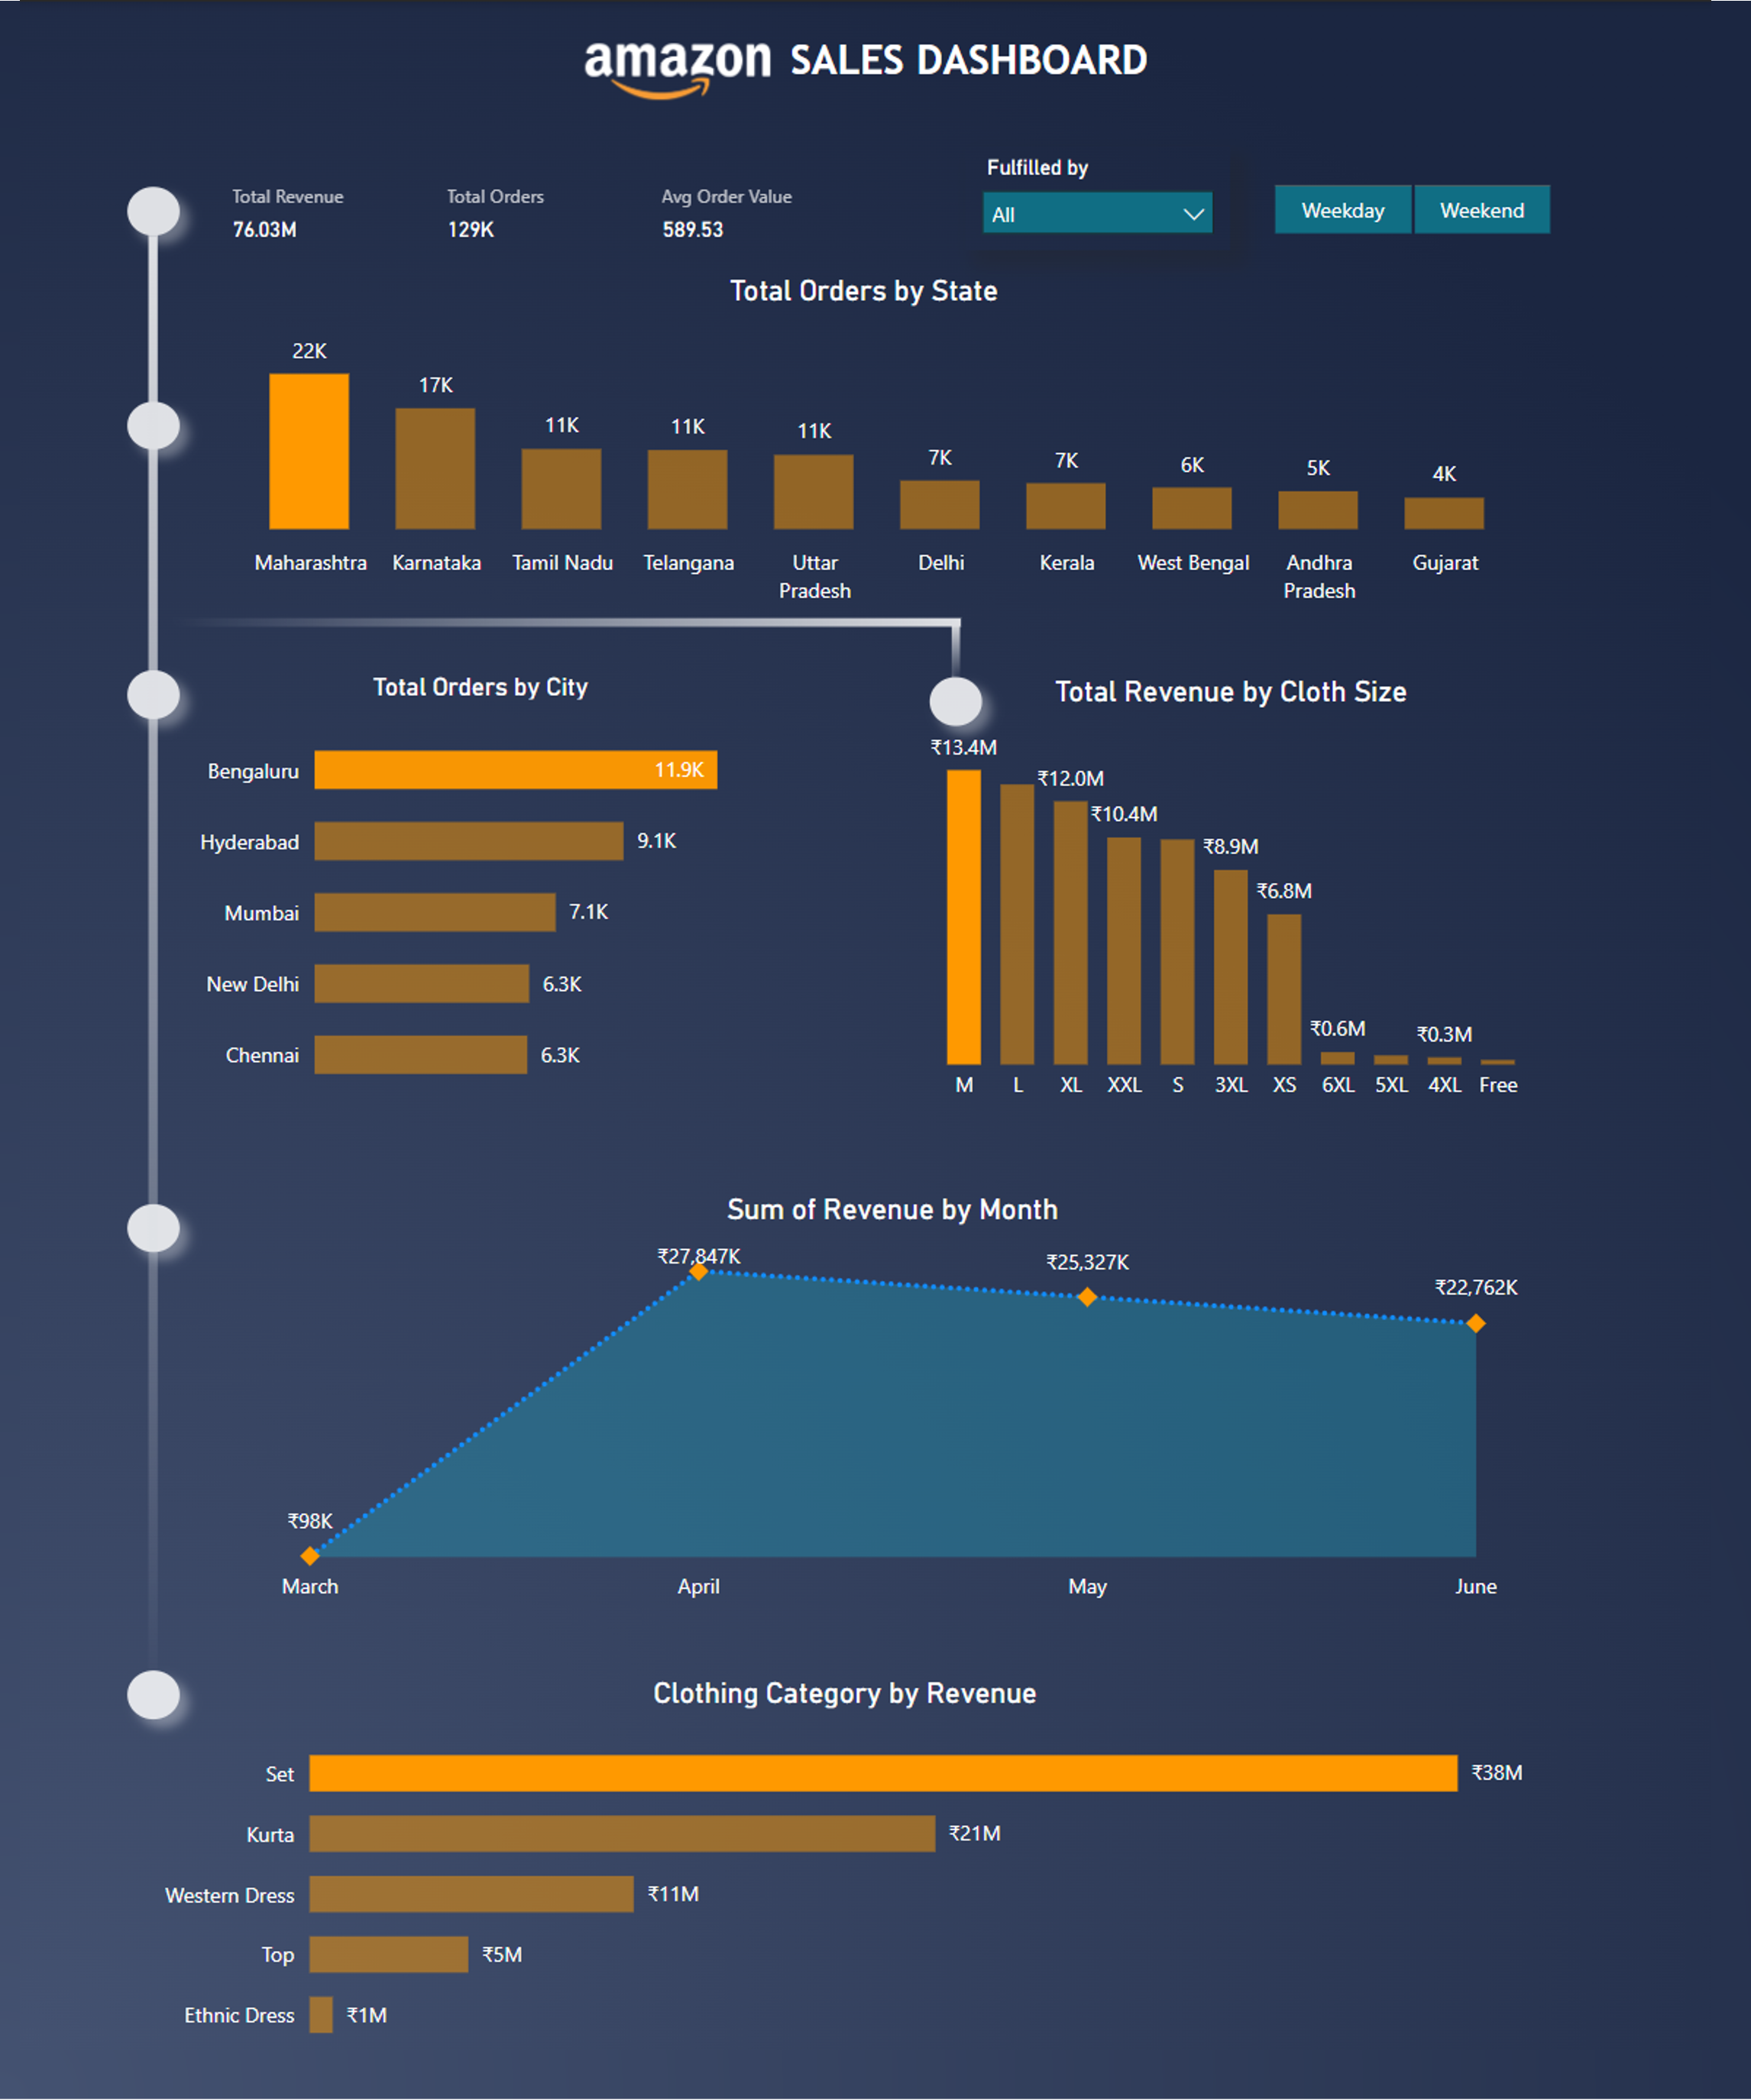 amazon SALES DASHBOARD
Fulfilled by
All
Weekday Weekend
Total Revenue
76.03M
Total Orders
129K
Avg Order Value
589.53
Total Orders by State
22K 17K 11K 11K 11K 7K 7K 6K 5K 4K
Maharashtra Karnataka Tamil Nadu Telangana Uttar Pradesh Delhi Kerala West Bengal Andhra Pradesh Gujarat
Total Orders by City
Bengaluru 11.9K
Hyderabad 9.1K
Mumbai 7.1K
New Delhi 6.3K
Chennai 6.3K
Total Revenue by Cloth Size
₹13.4M ₹12.0M ₹10.4M ₹8.9M ₹6.8M ₹0.6M ₹0.3M
M L XL XXL S 3XL XS 6XL 5XL 4XL Free
Sum of Revenue by Month
₹98K ₹27,847K ₹25,327K ₹22,762K
March April May June
Clothing Category by Revenue
Set ₹38M
Kurta ₹21M
Western Dress ₹11M
Top ₹5M
Ethnic Dress ₹1M